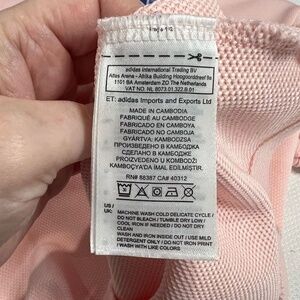 adidas International Trading BV
Atlas Arena - Afrika Building Hoogoorddreef 9a
1101 BA Amsterdam ZO The Netherlands
VAT NO. NL 8073.01.322.B.01
ET: adidas Imports and Exports Ltd
MADE IN CAMBODIA
FABRIQUÉ AU CAMBODGE
FABRICADO EN CAMBOYA
FABRICADO NO CAMBOJA
GYÁRTVA: KAMBODZSA
ПРОИЗВЕДЕНО В КАМБОДЖА
СДЕЛАНО В КАМБОДЖЕ
PROIZVEDENO U KOMBODŽI
KAMBOÇYA'DA İMAL EDİLMİŞTİR.
RN# 88387 CA# 40312
US /
UK:
MACHINE WASH COLD DELICATE CYCLE /
DO NOT BLEACH / TUMBLE DRY LOW /
COOL IRON IF NEEDED / DO NOT DRY
CLEAN
WASH AND IRON INSIDE OUT / USE MILD
DETERGENT ONLY / DO NOT IRON PRINT
/ WASH WITH LIKE COLORS